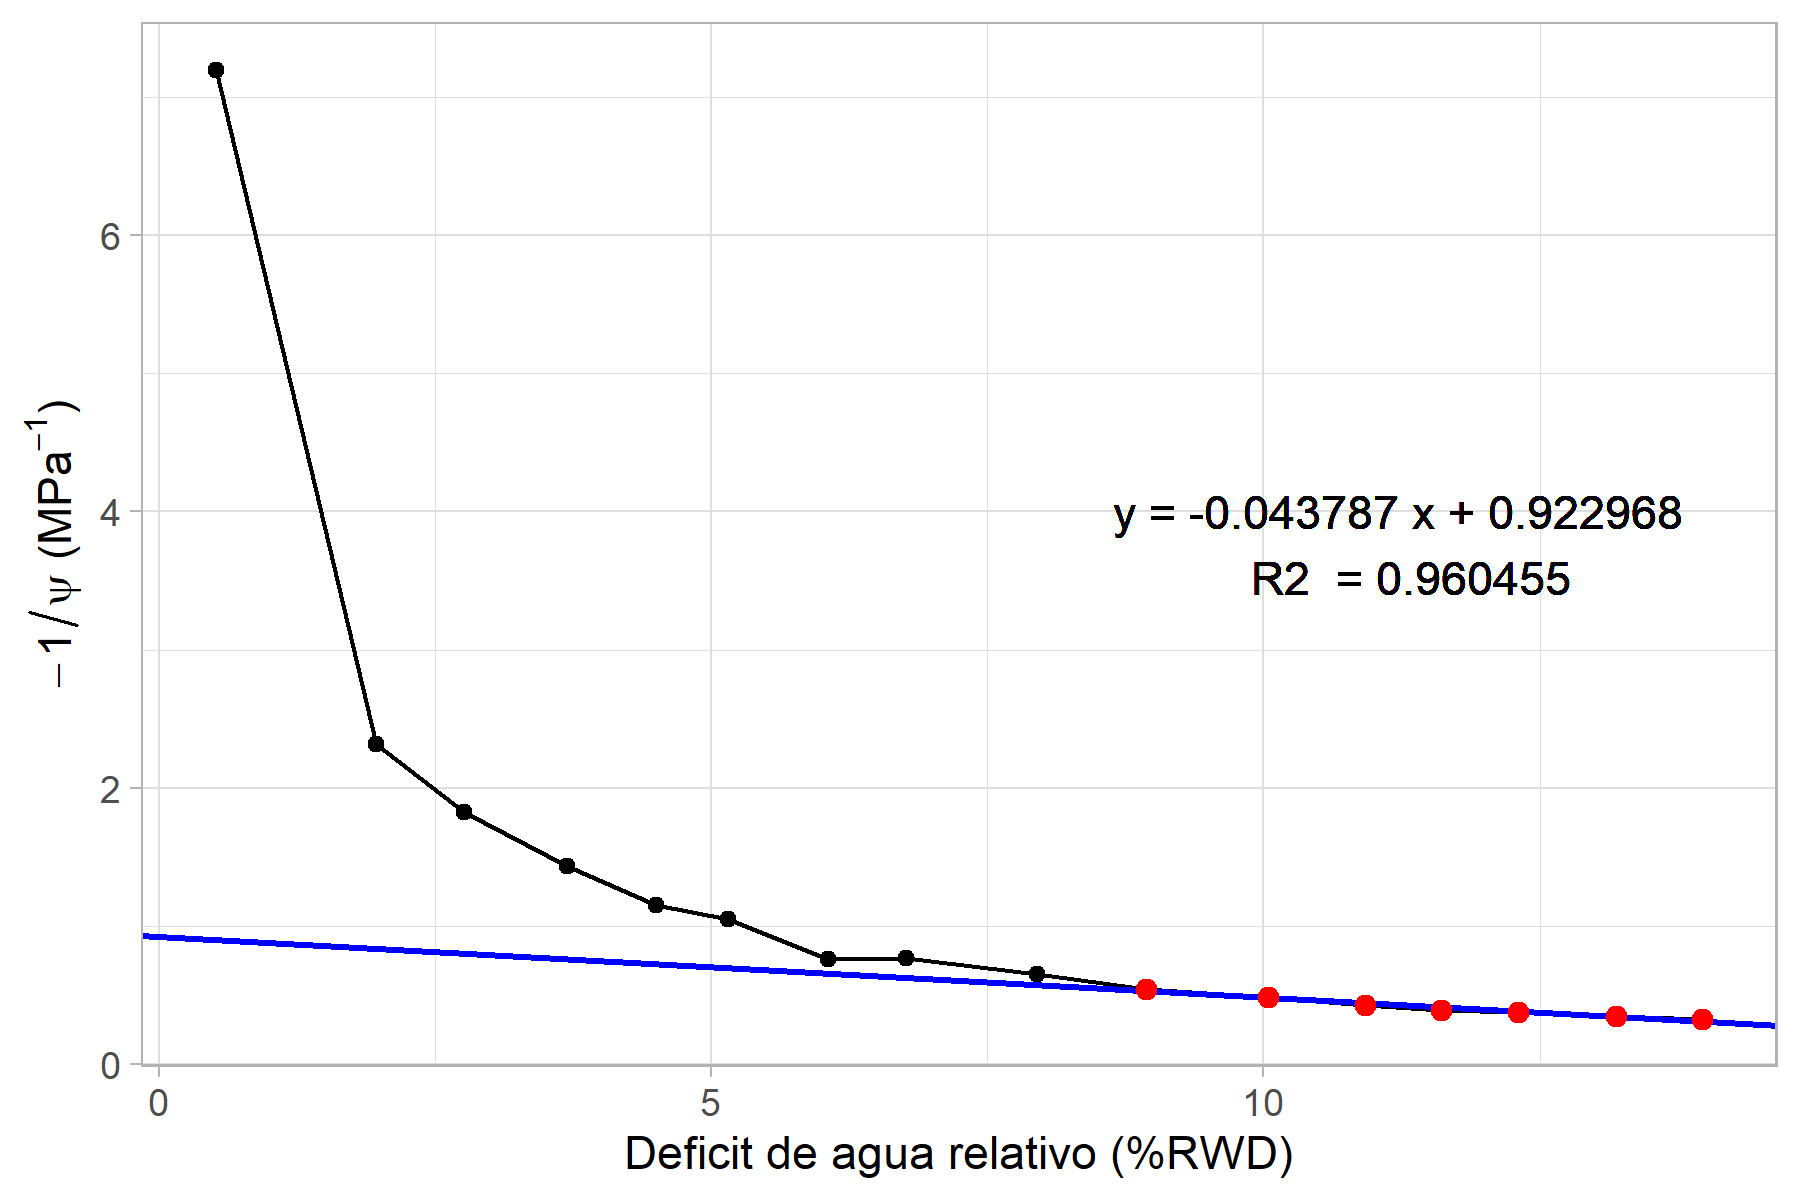 6
4
2
0
0
5
10
−1/ψ (MPa⁻¹)
y = -0.043787 x + 0.922968
R2  = 0.960455
Deficit de agua relativo (%RWD)